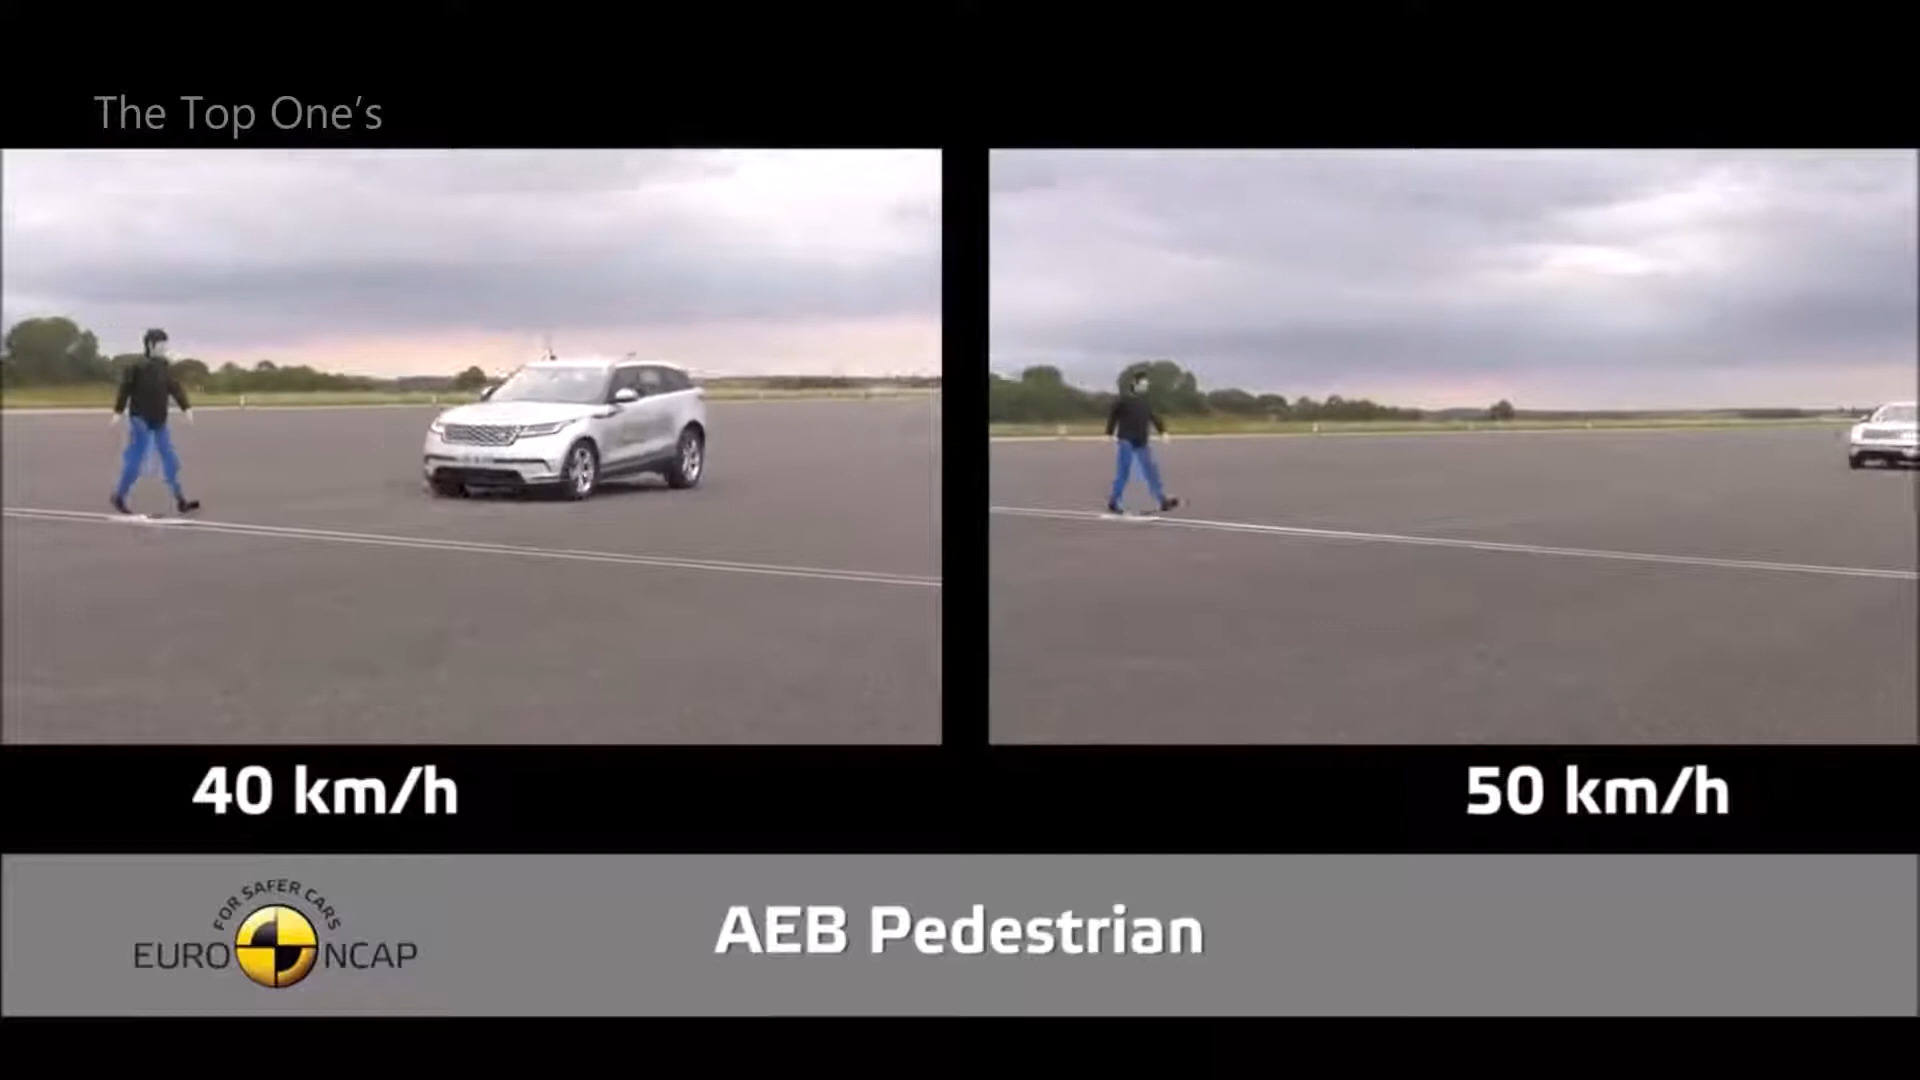 The Top One's
40 km/h
50 km/h
FOR SAFER CARS
EURO NCAP
AEB Pedestrian